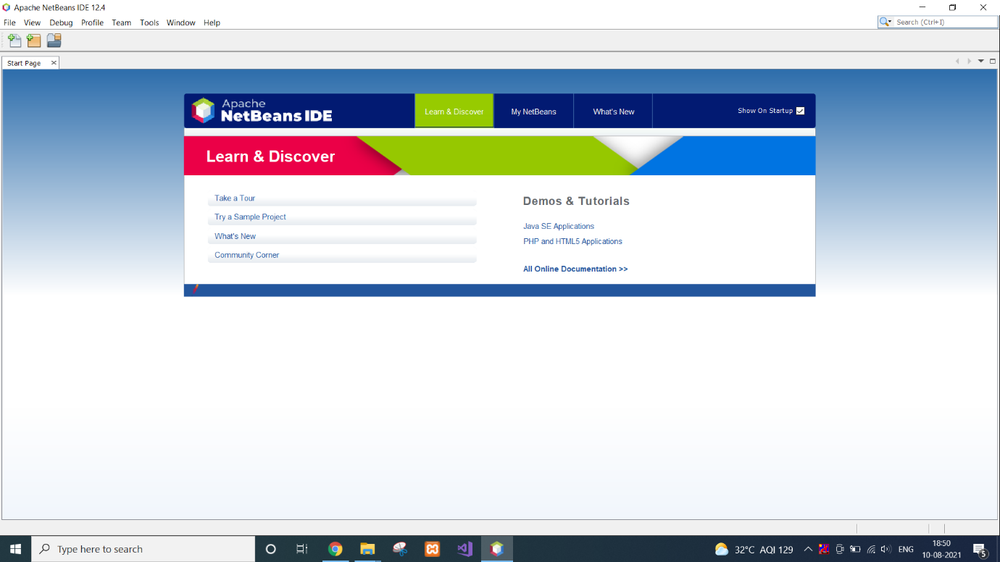 Apache NetBeans IDE 12.4
File View Debug Profile Team Tools Window Help
Search (Ctrl+I)
Start Page
Apache
NetBeans IDE
Learn & Discover
My NetBeans
What's New
Show On Startup
Learn & Discover
Take a Tour
Try a Sample Project
What's New
Community Corner
Demos & Tutorials
Java SE Applications
PHP and HTML5 Applications
All Online Documentation >>
Type here to search
32°C AQI 129
ENG
18:50
10-08-2021
5